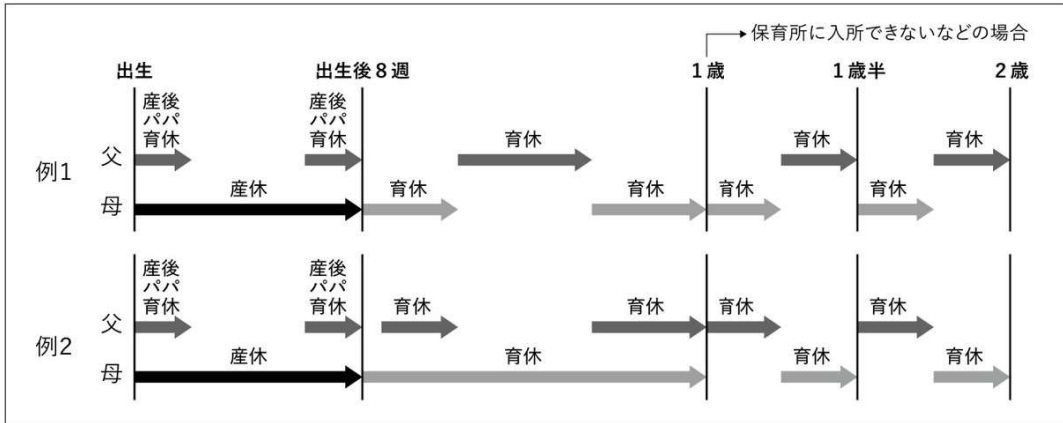 保育所に入所できないなどの場合
出生 出生後8週 1歳 1歳半 2歳
例1
産後パパ育休 産後パパ育休
父 育休 育休 育休
母 産休 育休 育休 育休 育休
例2
産後パパ育休 産後パパ育休
父 育休 育休 育休 育休
母 産休 育休 育休 育休